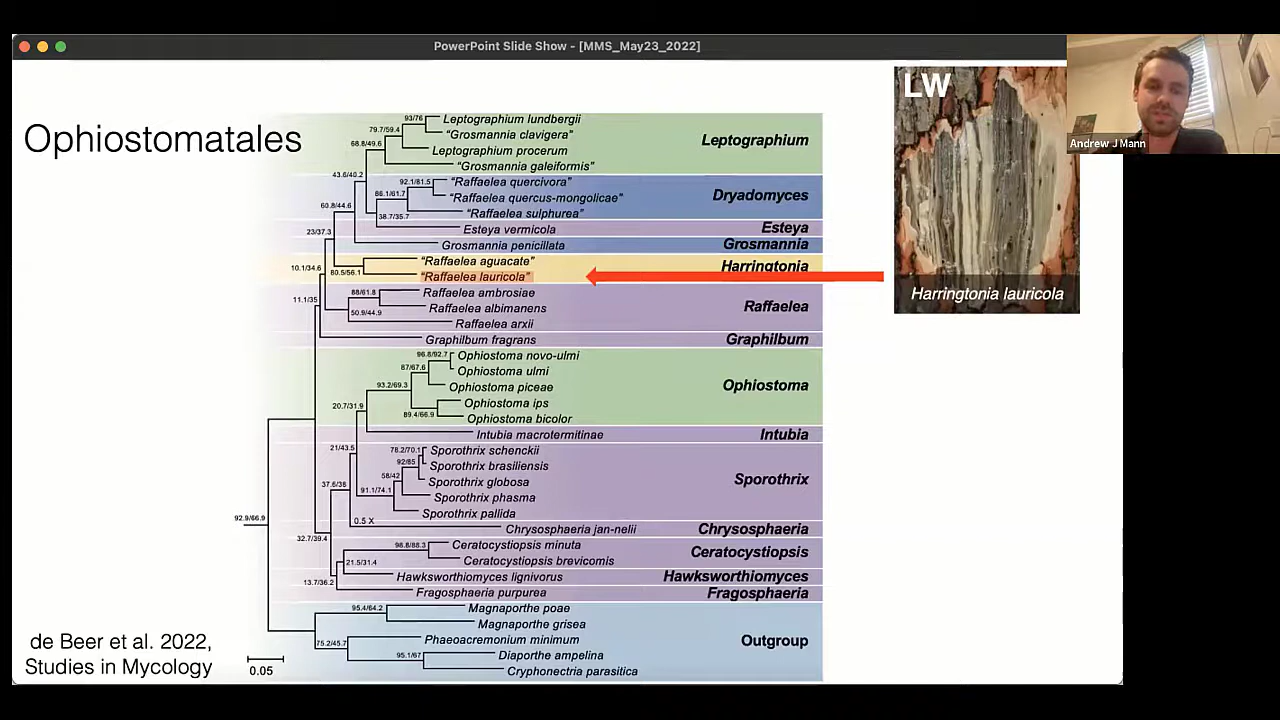 PowerPoint Slide Show - [MMS_May23_2022]
LW
Andrew J Mann
Harringtonia lauricola
Ophiostomatales
93/76
Leptographium lundbergii
79.7/59.4
"Grosmannia clavigera"
Leptographium
68.8/49.6
Leptographium procerum
"Grosmannia galeiformis"
43.6/40.2
92.1/81.5
"Raffaelea quercivora"
86.1/61.7
"Raffaelea quercus-mongolicae"
Dryadomyces
60.8/44.6
38.7/35.7
"Raffaelea sulphurea"
Esteya vermicola
Esteya
23/37.3
Grosmannia penicillata
Grosmannia
"Raffaelea aguacate"
Harringtonia
10.1/34.6
80.5/56.1
"Raffaelea lauricola"
88/61.8
Raffaelea ambrosiae
11.1/35
50.9/44.9
Raffaelea albimanens
Raffaelea
Raffaelea arxii
Graphilbum fragrans
Graphilbum
96.8/92.7
Ophiostoma novo-ulmi
87/67.6
Ophiostoma ulmi
93.2/69.3
Ophiostoma piceae
Ophiostoma
20.7/31.9
Ophiostoma ips
89.4/66.9
Ophiostoma bicolor
Intubia macrotermitinae
Intubia
21/43.5
78.2/70.1
Sporothrix schenckii
92/85
Sporothrix brasiliensis
58/42
Sporothrix globosa
Sporothrix
37.6/38
91.1/74.1
Sporothrix phasma
Sporothrix pallida
0.5 X
Chrysosphaeria jan-nelii
Chrysosphaeria
92.9/66.9
32.7/39.4
98.8/88.3
Ceratocystiopsis minuta
Ceratocystiopsis
21.5/31.4
Ceratocystiopsis brevicomis
13.7/36.2
Hawksworthiomyces lignivorus
Hawksworthiomyces
Fragosphaeria purpurea
Fragosphaeria
95.4/64.2
Magnaporthe poae
Magnaporthe grisea
75.2/45.7
Phaeoacremonium minimum
Outgroup
95.1/67
Diaporthe ampelina
Cryphonectria parasitica
0.05
de Beer et al. 2022,
Studies in Mycology